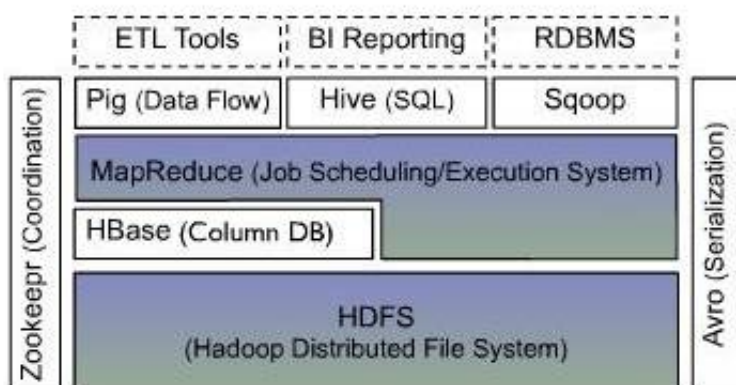 ETL Tools
BI Reporting
RDBMS
Pig (Data Flow)
Hive (SQL)
Sqoop
MapReduce (Job Scheduling/Execution System)
HBase (Column DB)
HDFS
(Hadoop Distributed File System)
Zookeepr (Coordination)
Avro (Serialization)